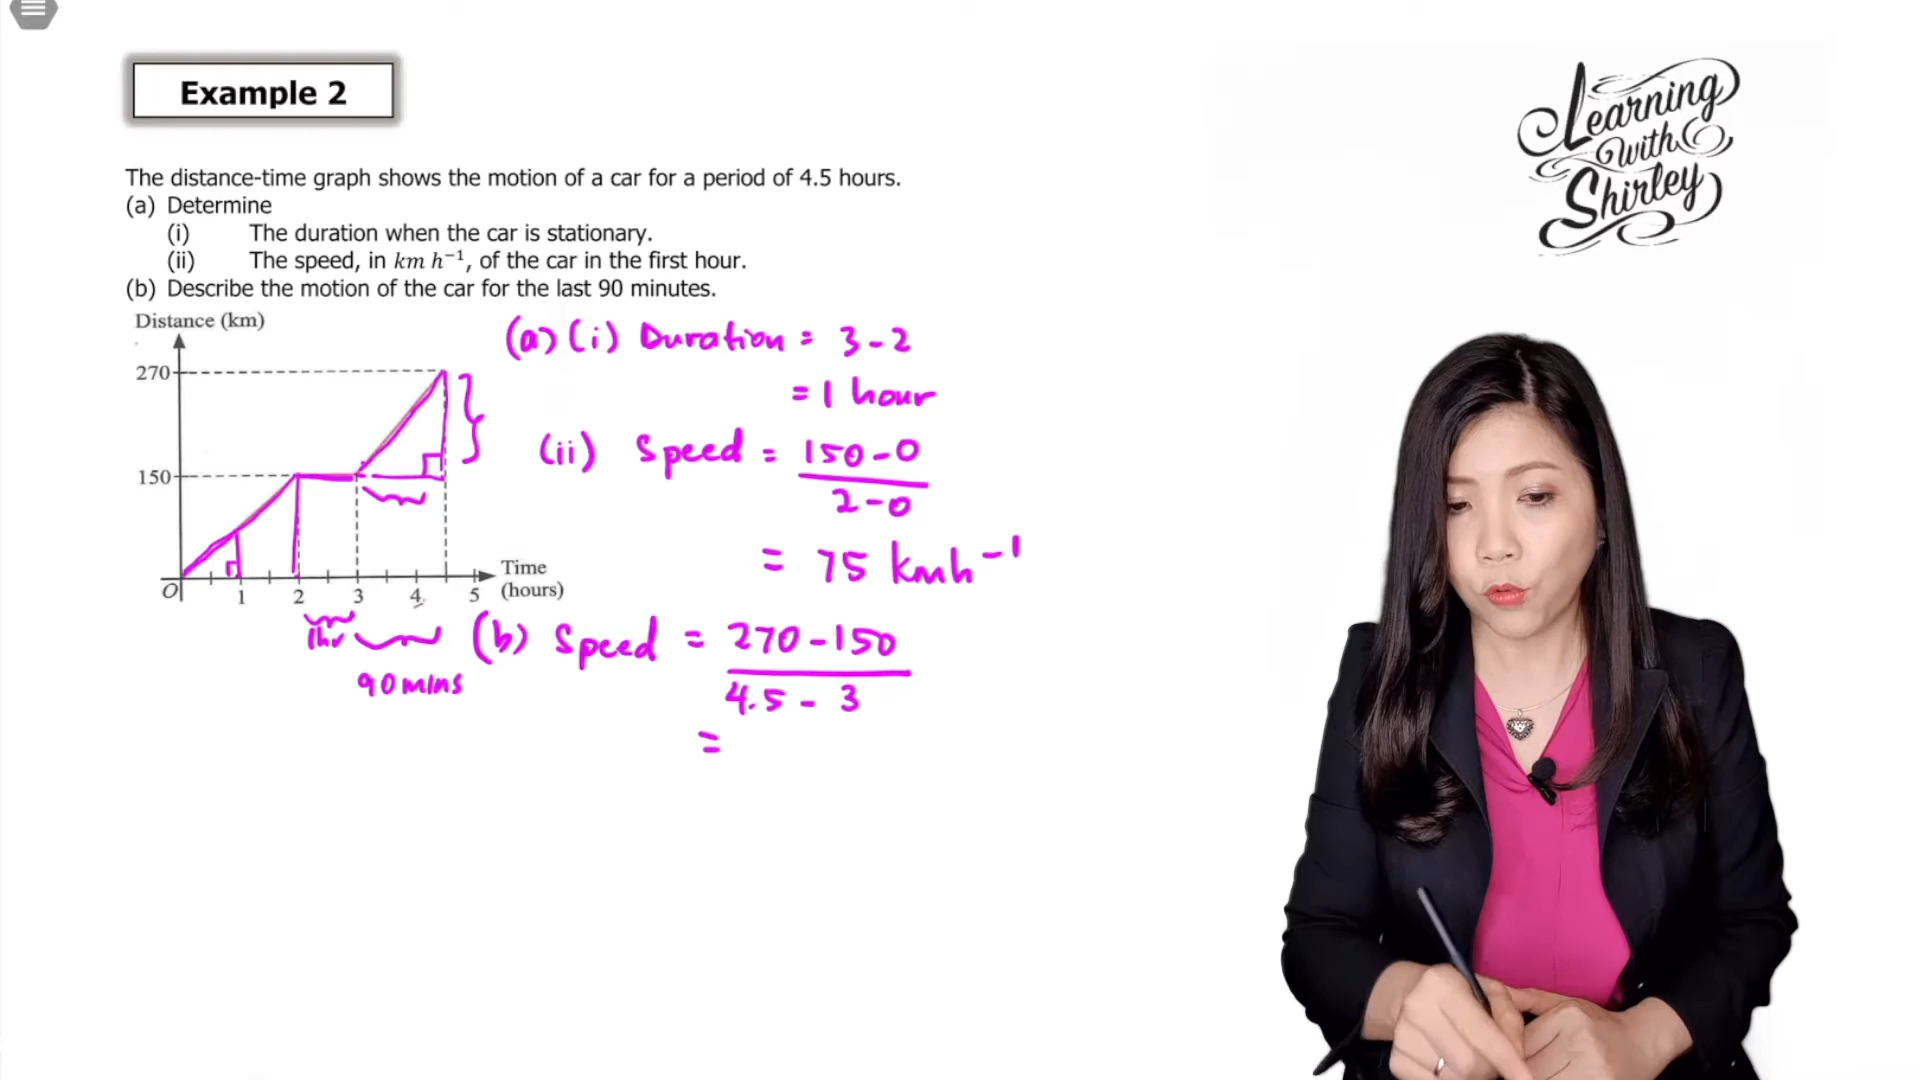 Example 2
Learning
with
Shirley
The distance-time graph shows the motion of a car for a period of 4.5 hours.
(a) Determine
(i) The duration when the car is stationary.
(ii) The speed, in km h⁻¹, of the car in the first hour.
(b) Describe the motion of the car for the last 90 minutes.
Distance (km)
270
150
O 1 2 3 4 5
Time
(hours)
1hr
90 mins
(a) (i) Duration = 3 - 2
= 1 hour
(ii) Speed = 150 - 0
2 - 0
= 75 kmh⁻¹
(b) Speed = 270 - 150
4.5 - 3
=